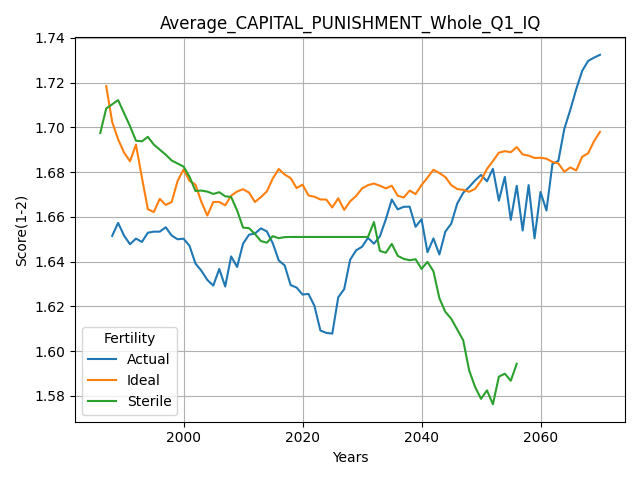 Average_CAPITAL_PUNISHMENT_Whole_Q1_IQ
Score(1-2)
1.74
1.72
1.70
1.68
1.66
1.64
1.62
1.60
1.58
Fertility
Actual
Ideal
Sterile
2000
2020
2040
2060
Years